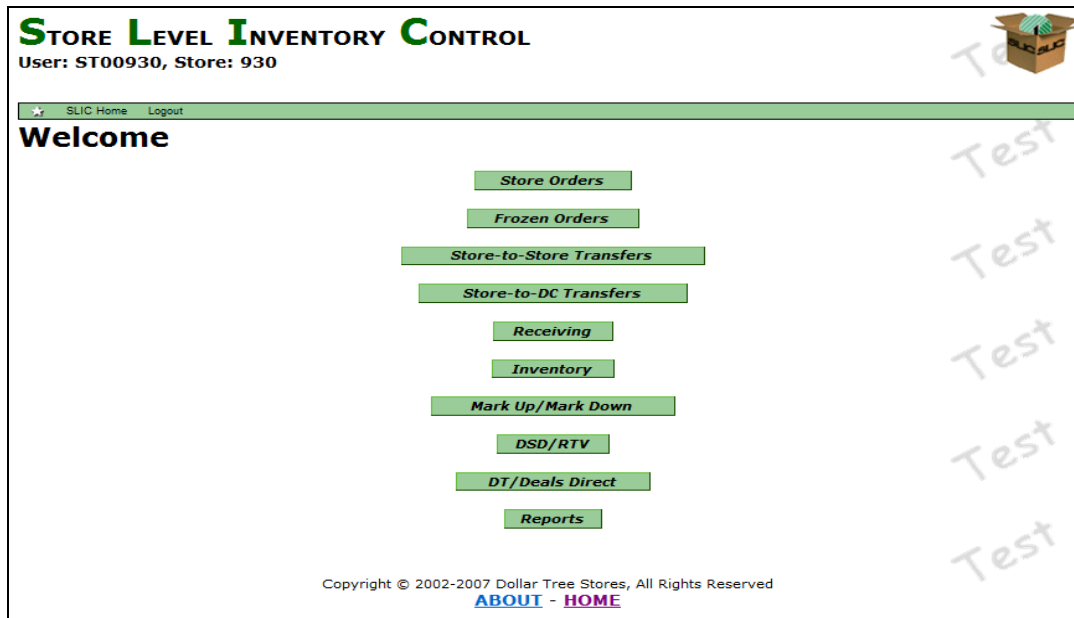 STORE LEVEL INVENTORY CONTROL
User: ST00930, Store: 930
SLIC SLIC
Test
SLIC Home Logout
Welcome
Test
Store Orders
Frozen Orders
Store-to-Store Transfers
Test
Store-to-DC Transfers
Receiving
Test
Inventory
Mark Up/Mark Down
DSD/RTV
Test
DT/Deals Direct
Reports
Test
Copyright © 2002-2007 Dollar Tree Stores, All Rights Reserved
ABOUT - HOME